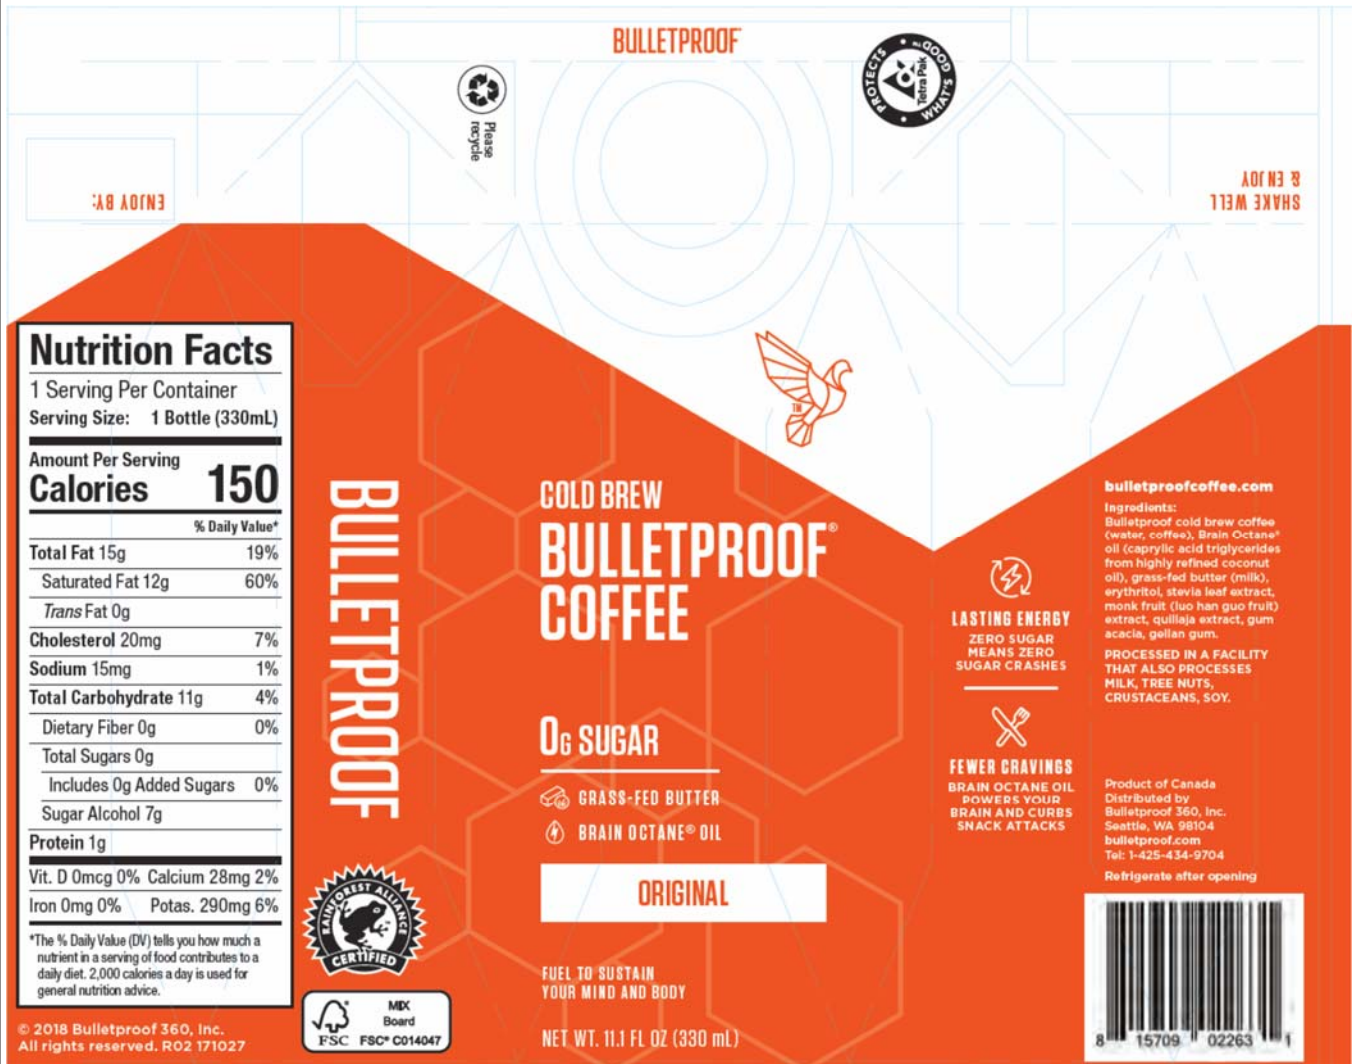 BULLETPROOF™
PROTECTS
WHAT'S GOOD™
Tetra Pak
Please
recycle
ENJOY BY:
SHAKE WELL
& ENJOY
Nutrition Facts
1 Serving Per Container
Serving Size: 1 Bottle (330mL)
Amount Per Serving
Calories 150
% Daily Value*
Total Fat 15g 19%
Saturated Fat 12g 60%
Trans Fat 0g
Cholesterol 20mg 7%
Sodium 15mg 1%
Total Carbohydrate 11g 4%
Dietary Fiber 0g 0%
Total Sugars 0g
Includes 0g Added Sugars 0%
Sugar Alcohol 7g
Protein 1g
Vit. D 0mcg 0% Calcium 28mg 2%
Iron 0mg 0% Potas. 290mg 6%
*The % Daily Value (DV) tells you how much a
nutrient in a serving of food contributes to a
daily diet. 2,000 calories a day is used for
general nutrition advice.
© 2018 Bulletproof 360, Inc.
All rights reserved. R02 171027
BULLETPROOF
RAINFOREST ALLIANCE
CERTIFIED
FSC
MIX
Board
FSC® C014047
TM
COLD BREW
BULLETPROOF®
COFFEE
0G SUGAR
GRASS-FED BUTTER
BRAIN OCTANE® OIL
ORIGINAL
FUEL TO SUSTAIN
YOUR MIND AND BODY
NET WT. 11.1 FL OZ (330 mL)
LASTING ENERGY
ZERO SUGAR
MEANS ZERO
SUGAR CRASHES
FEWER CRAVINGS
BRAIN OCTANE OIL
POWERS YOUR
BRAIN AND CURBS
SNACK ATTACKS
bulletproofcoffee.com
Ingredients:
Bulletproof cold brew coffee
(water, coffee), Brain Octane®
oil (caprylic acid triglycerides
from highly refined coconut
oil), grass-fed butter (milk),
erythritol, stevia leaf extract,
monk fruit (luo han guo fruit)
extract, quillaja extract, gum
acacia, gellan gum.
PROCESSED IN A FACILITY
THAT ALSO PROCESSES
MILK, TREE NUTS,
CRUSTACEANS, SOY.
Product of Canada
Distributed by
Bulletproof 360, Inc.
Seattle, WA 98104
bulletproof.com
Tel: 1-425-434-9704
Refrigerate after opening
8 15709 02263 1